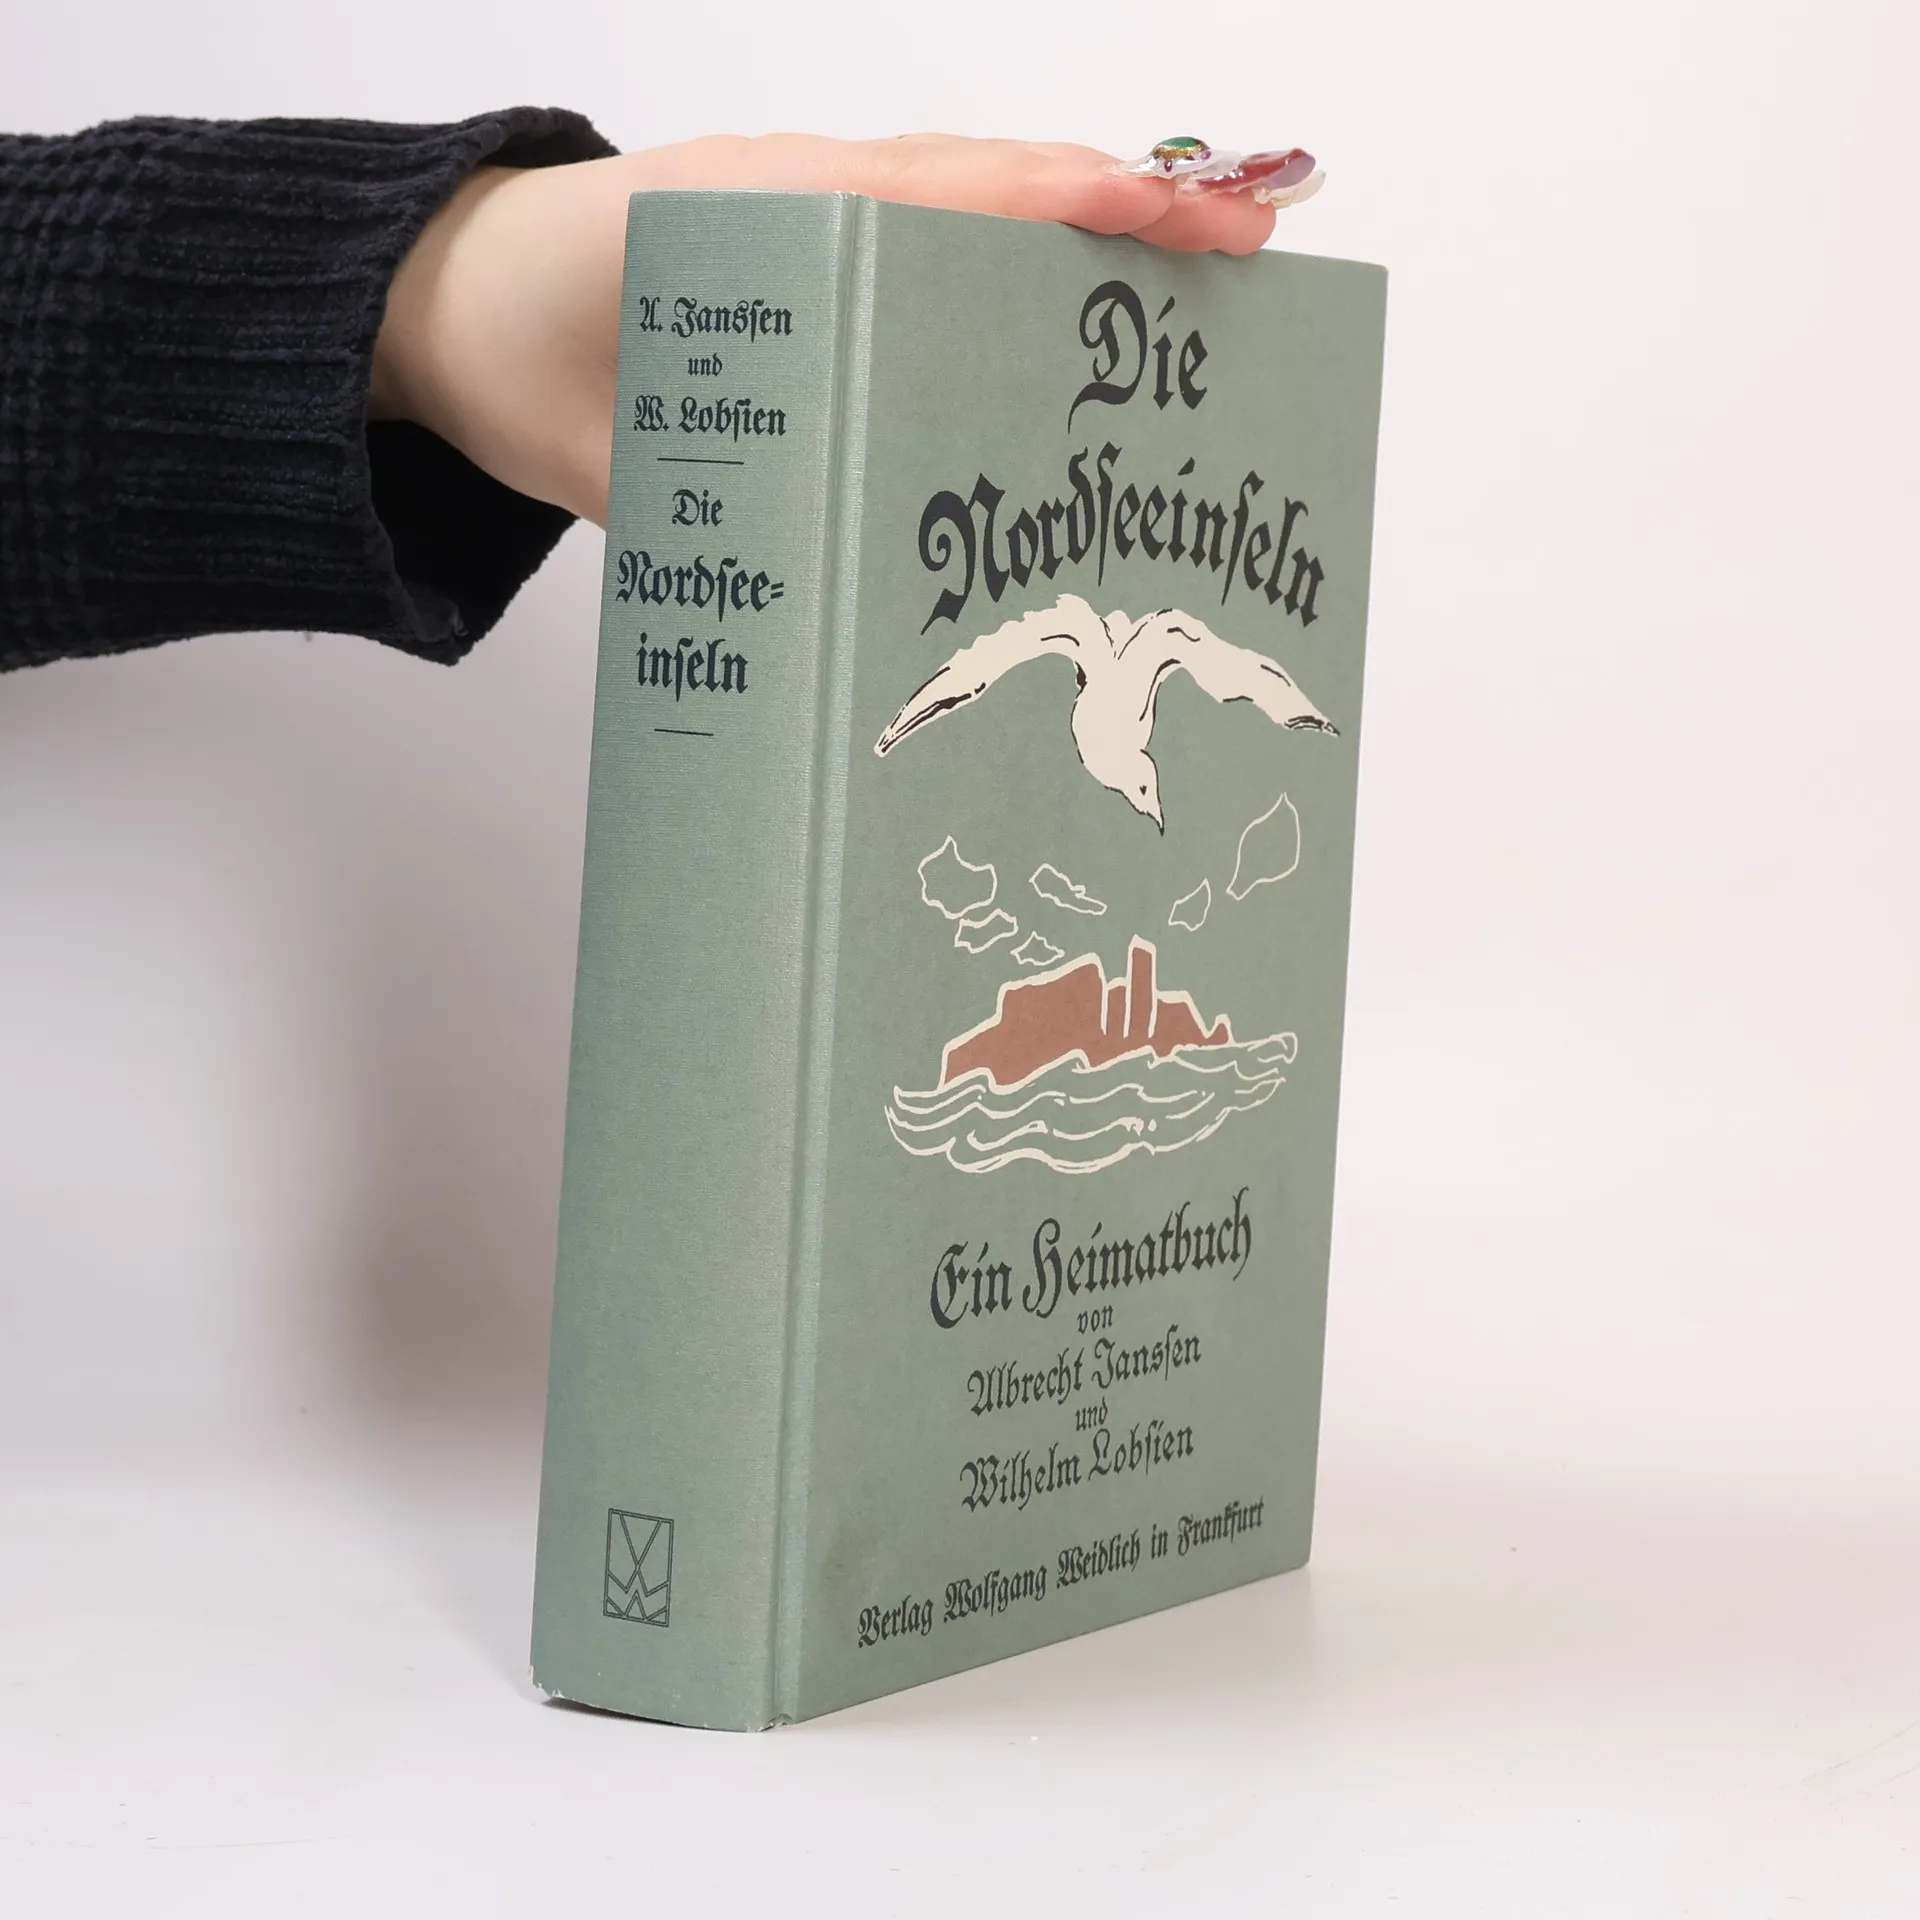 A. Janssen
und
W. Lobsien
Die
Nordsee-
inseln
Die
Nordseeinseln
Ein Heimatbuch
von
Albrecht Janssen
und
Wilhelm Lobsien
Verlag Wolfgang Weidlich in Frankfurt